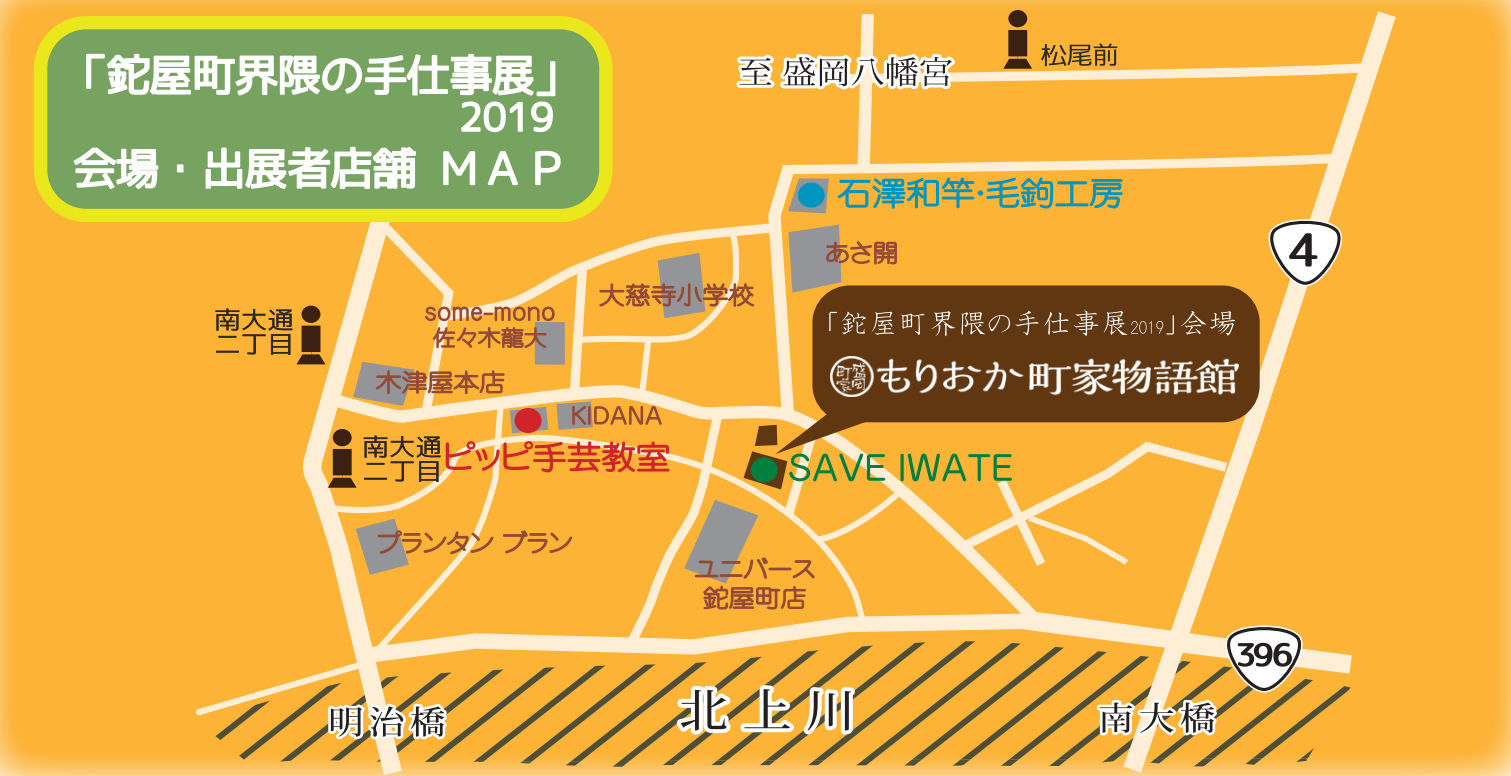 「鉈屋町界隈の手仕事展」
2019
会場・出展者店舗 MAP
松尾前
至 盛岡八幡宮
石澤和竿・毛鉤工房
あさ開
4
大慈寺小学校
some-mono
佐々木龍大
南大通
二丁目
木津屋本店
「鉈屋町界隈の手仕事展2019」会場
盛岡町家
もりおか町家物語館
KIDANA
南大通
二丁目
ピッピ手芸教室
SAVE IWATE
プランタン ブラン
ユニバース
鉈屋町店
396
北上川
明治橋
南大橋